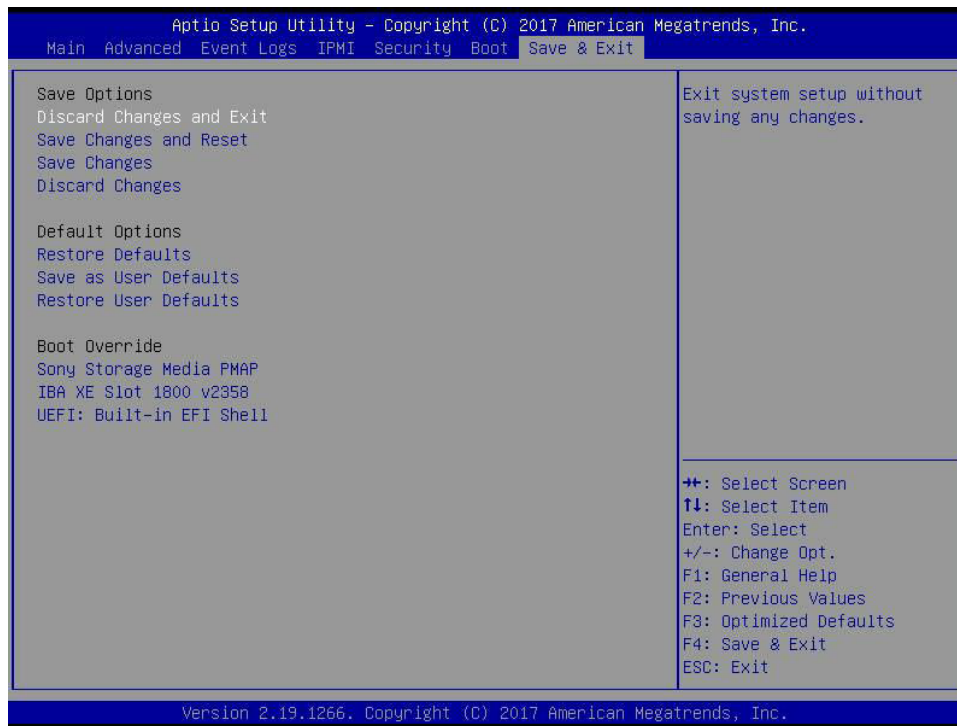 Aptio Setup Utility – Copyright (C) 2017 American Megatrends, Inc.
Main Advanced Event Logs IPMI Security Boot Save & Exit
Save Options
Discard Changes and Exit
Save Changes and Reset
Save Changes
Discard Changes
Default Options
Restore Defaults
Save as User Defaults
Restore User Defaults
Boot Override
Sony Storage Media PMAP
IBA XE Slot 1800 v2358
UEFI: Built-in EFI Shell
Exit system setup without
saving any changes.
→←: Select Screen
↑↓: Select Item
Enter: Select
+/-: Change Opt.
F1: General Help
F2: Previous Values
F3: Optimized Defaults
F4: Save & Exit
ESC: Exit
Version 2.19.1266. Copyright (C) 2017 American Megatrends, Inc.